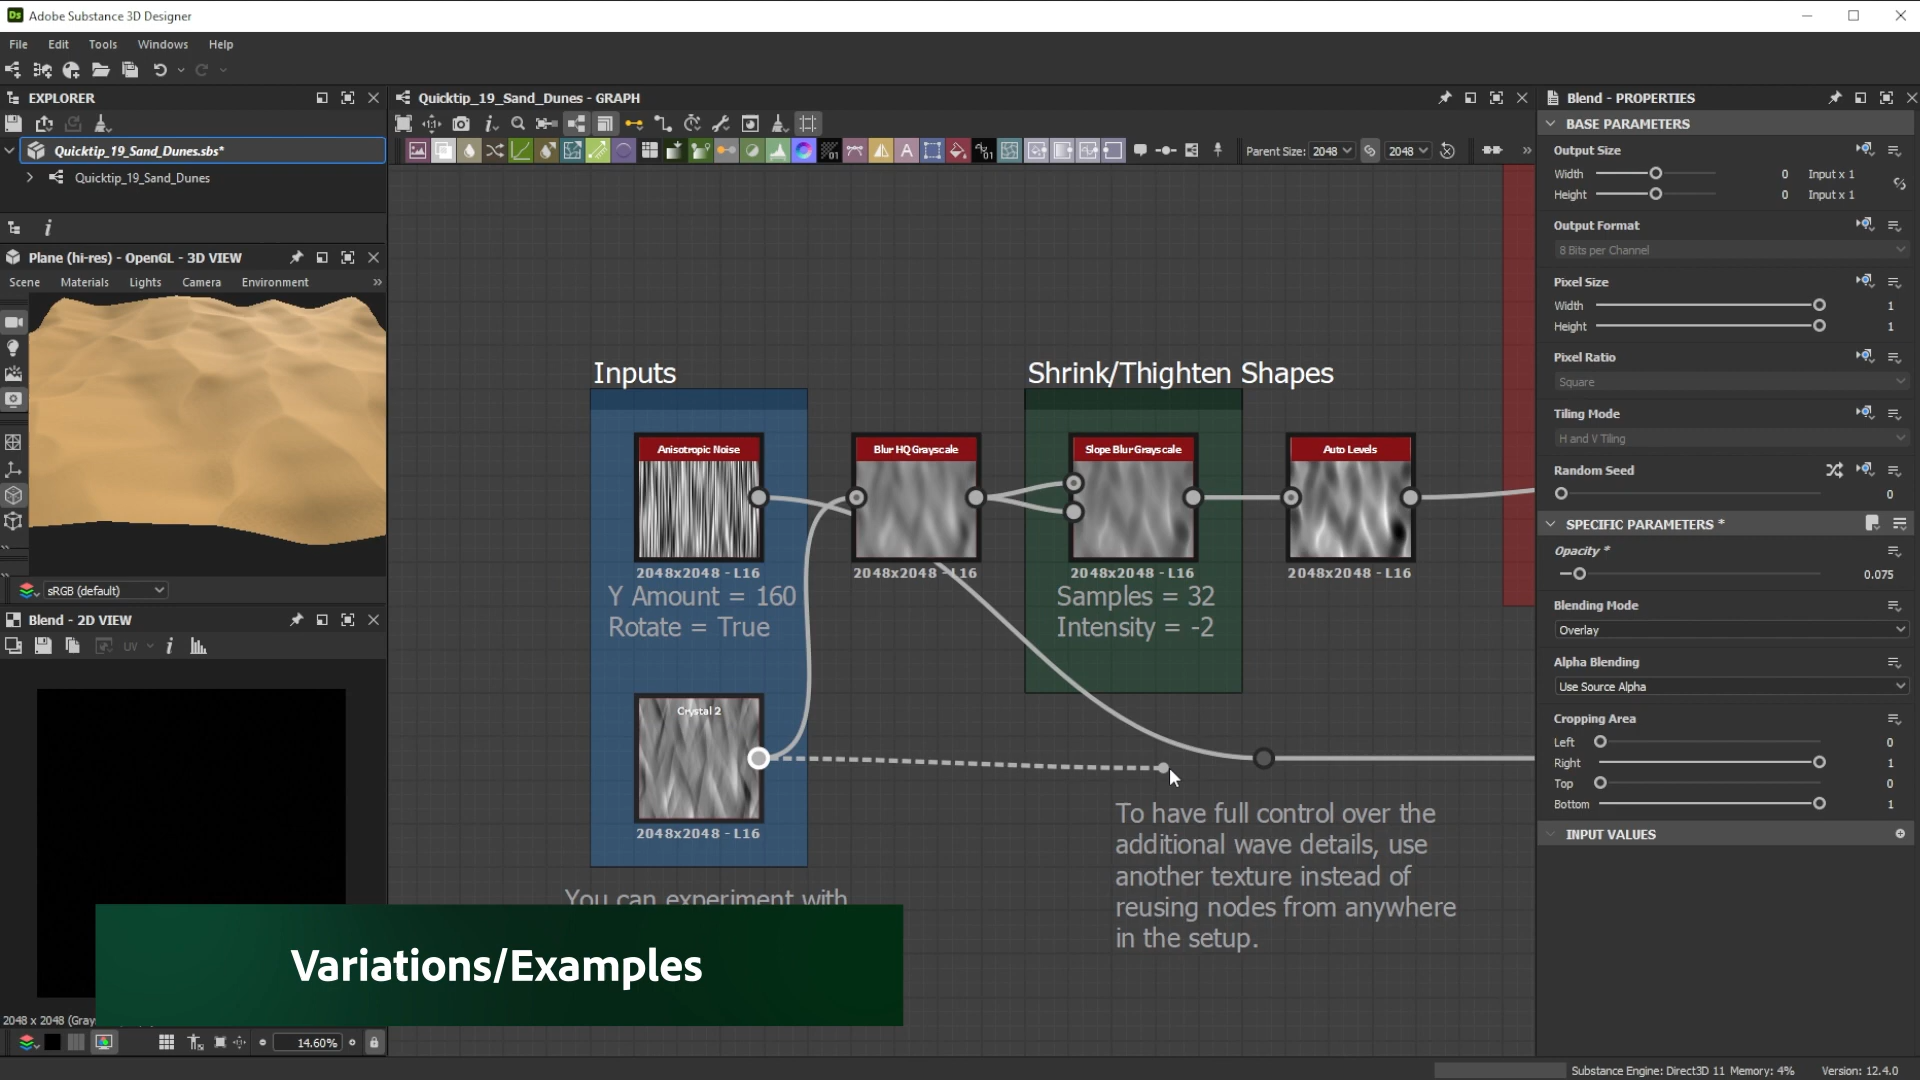 Adobe Substance 3D Designer
File Edit Tools Windows Help
EXPLORER
Quicktip_19_Sand_Dunes.sbs*
Quicktip_19_Sand_Dunes
Plane (hi-res) - OpenGL - 3D VIEW
Scene Materials Lights Camera Environment
sRGB (default)
Blend - 2D VIEW
UV
14.60%
Quicktip_19_Sand_Dunes - GRAPH
Parent Size: 2048 2048
Inputs
Shrink/Thighten Shapes
Anisotropic Noise
Blur HQ Grayscale
Slope Blur Grayscale
Auto Levels
2048x2048 - L16
2048x2048 - L16
2048x2048 - L16
2048x2048 - L16
Y Amount = 160
Rotate = True
Samples = 32
Intensity = -2
Crystal 2
2048x2048 - L16
You can experiment with
To have full control over the
additional wave details, use
another texture instead of
reusing nodes from anywhere
in the setup.
Variations/Examples
2048 x 2048 (Gray
Blend - PROPERTIES
BASE PARAMETERS
Output Size
Width 0 Input x 1
Height 0 Input x 1
Output Format
8 Bits per Channel
Pixel Size
Width 1
Height 1
Pixel Ratio
Square
Tiling Mode
H and V Tiling
Random Seed
0
SPECIFIC PARAMETERS *
Opacity *
0.075
Blending Mode
Overlay
Alpha Blending
Use Source Alpha
Cropping Area
Left 0
Right 1
Top 0
Bottom 1
INPUT VALUES
Substance Engine: Direct3D 11 Memory: 4% Version: 12.4.0